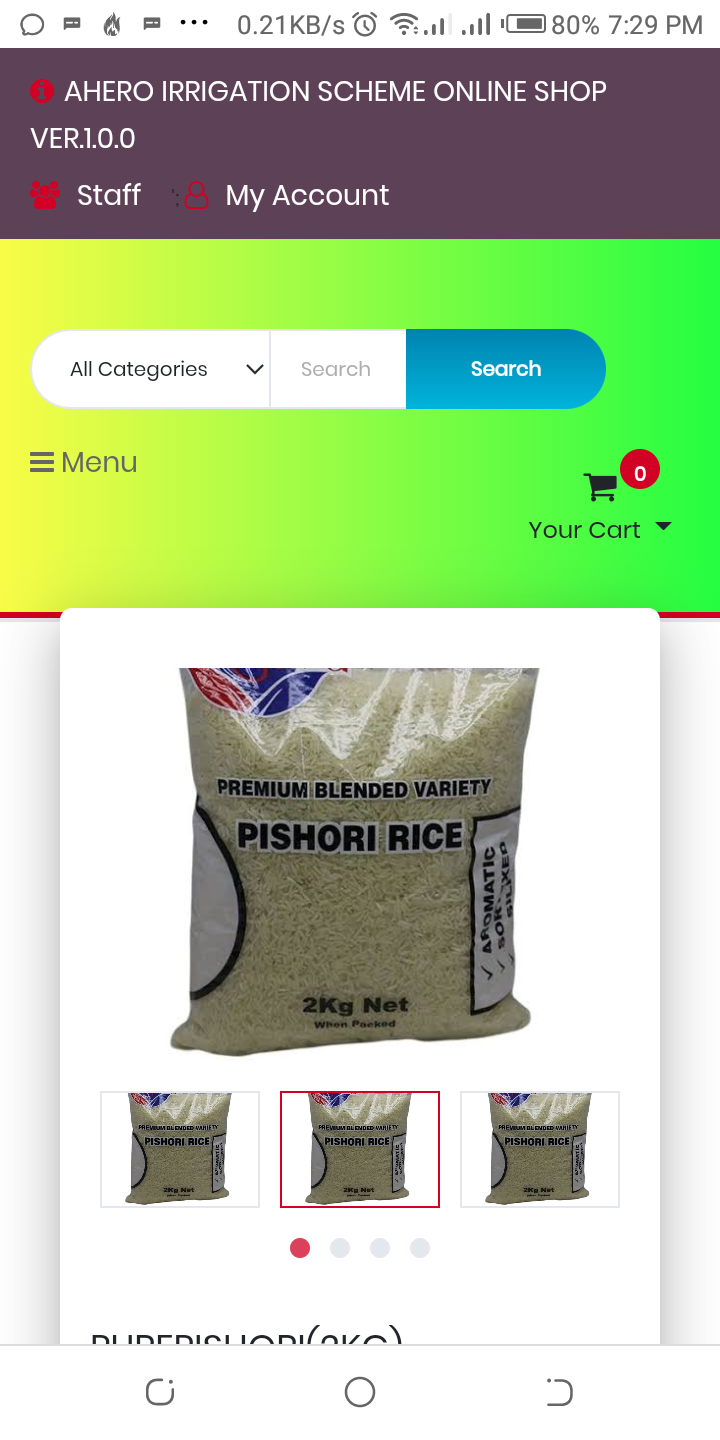 0.21KB/s 80% 7:29 PM
AHERO IRRIGATION SCHEME ONLINE SHOP
VER.1.0.0
Staff My Account
All Categories Search Search
Menu
0
Your Cart
PREMIUM BLENDED VARIETY
PISHORI RICE
AROMATIC
2Kg Net
When Packed
PREMIUM BLENDED VARIETY
PISHORI RICE
2Kg Net
PREMIUM BLENDED VARIETY
PISHORI RICE
2Kg Net
PREMIUM BLENDED VARIETY
PISHORI RICE
2Kg Net
PUREPISHORI(2KG)